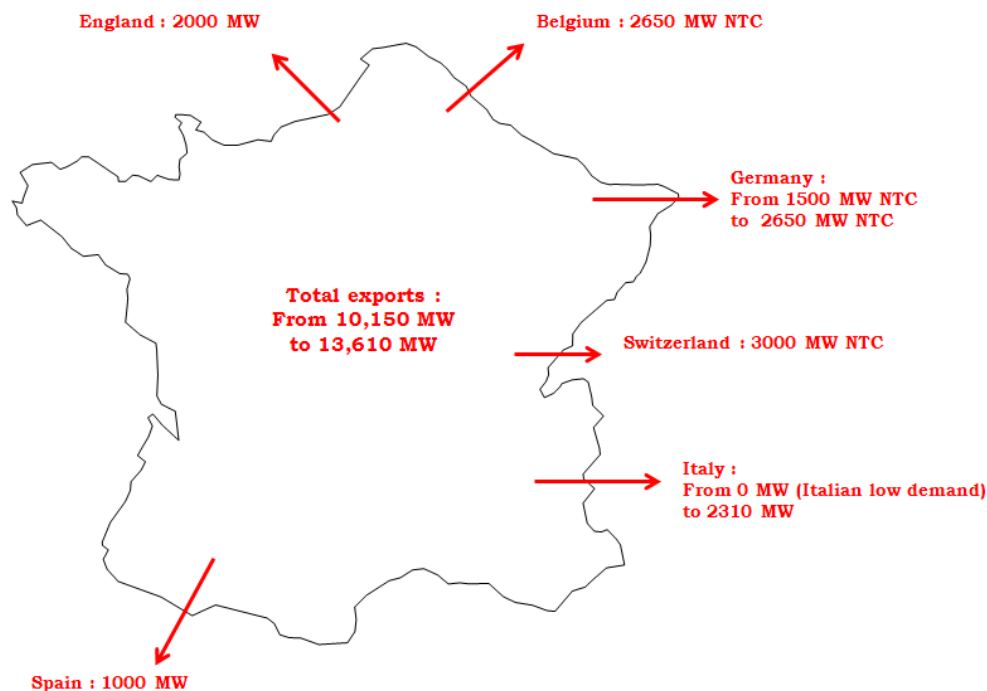 England : 2000 MW
Belgium : 2650 MW NTC
Germany :
From 1500 MW NTC
to 2650 MW NTC
Total exports :
From 10,150 MW
to 13,610 MW
Switzerland : 3000 MW NTC
Italy :
From 0 MW (Italian low demand)
to 2310 MW
Spain : 1000 MW